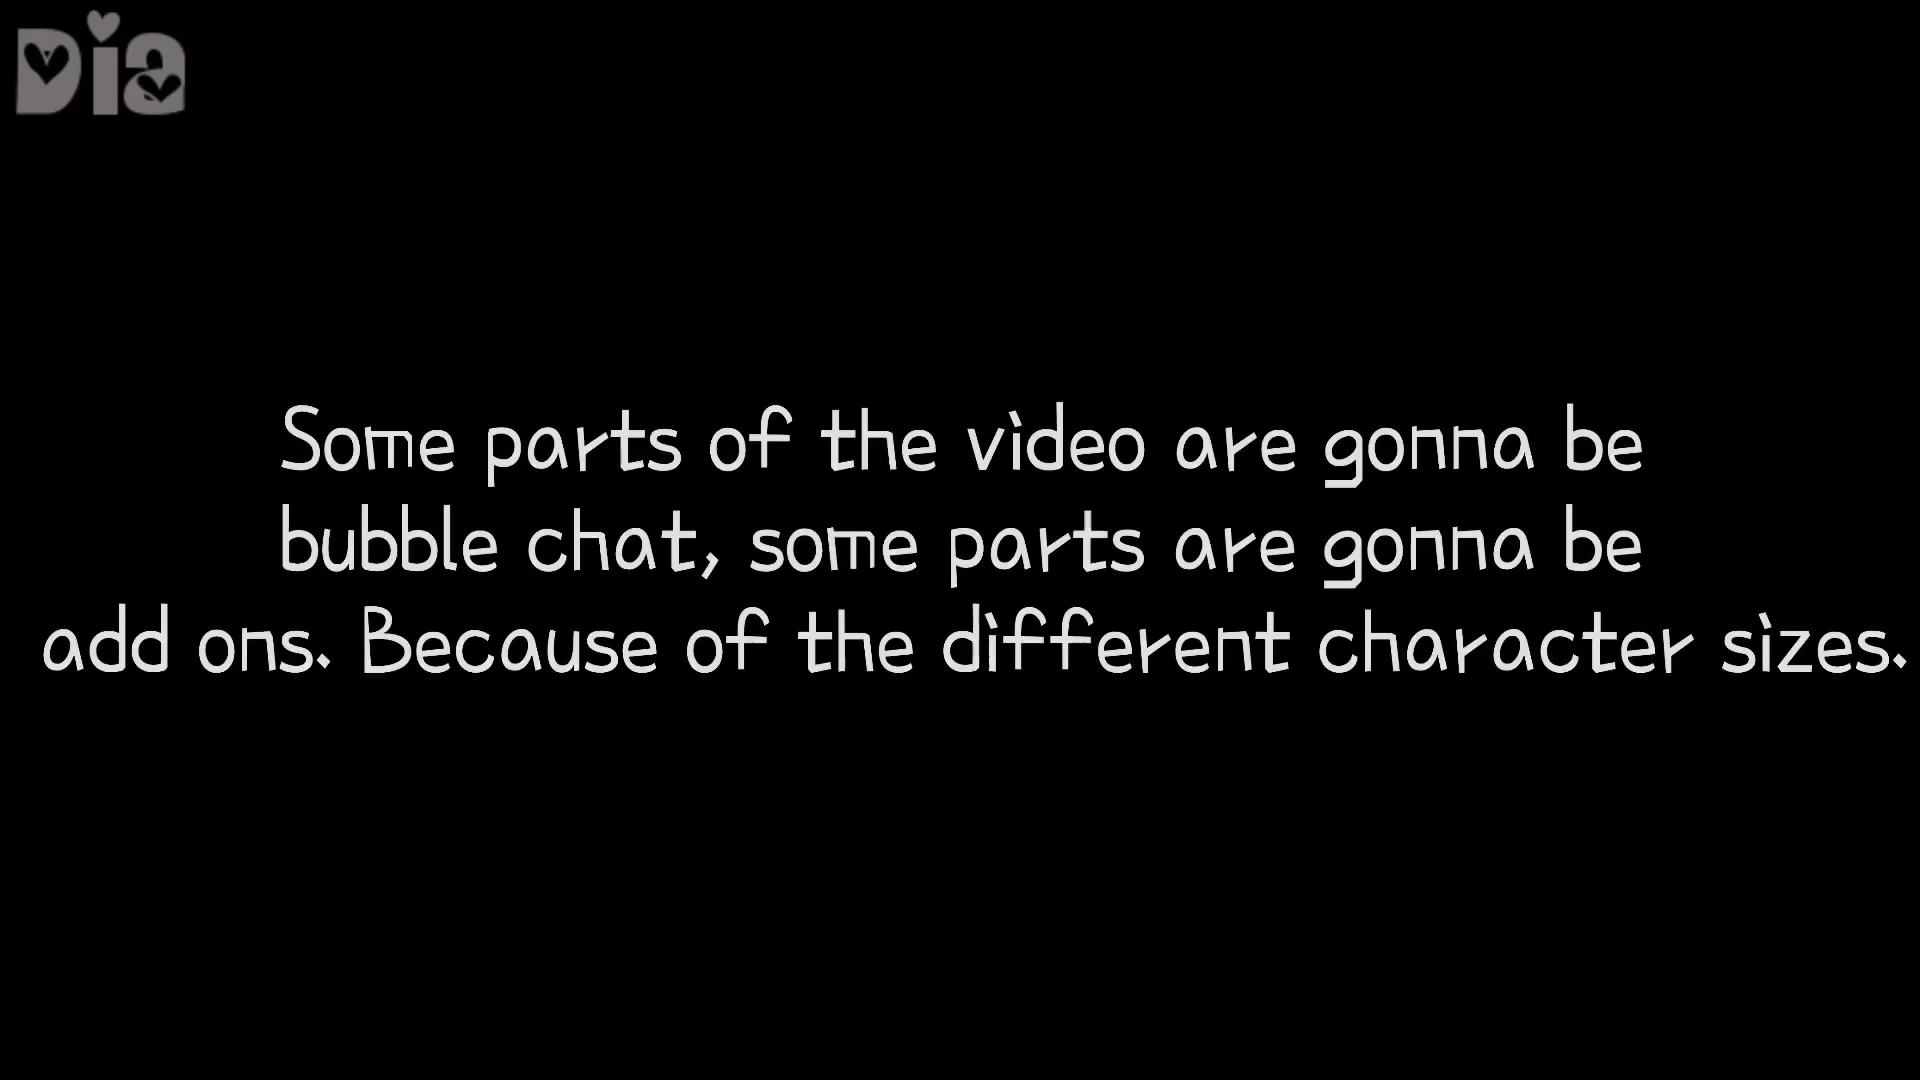 Dia
Some parts of the video are gonna be
bubble chat, some parts are gonna be
add ons. Because of the different character sizes.